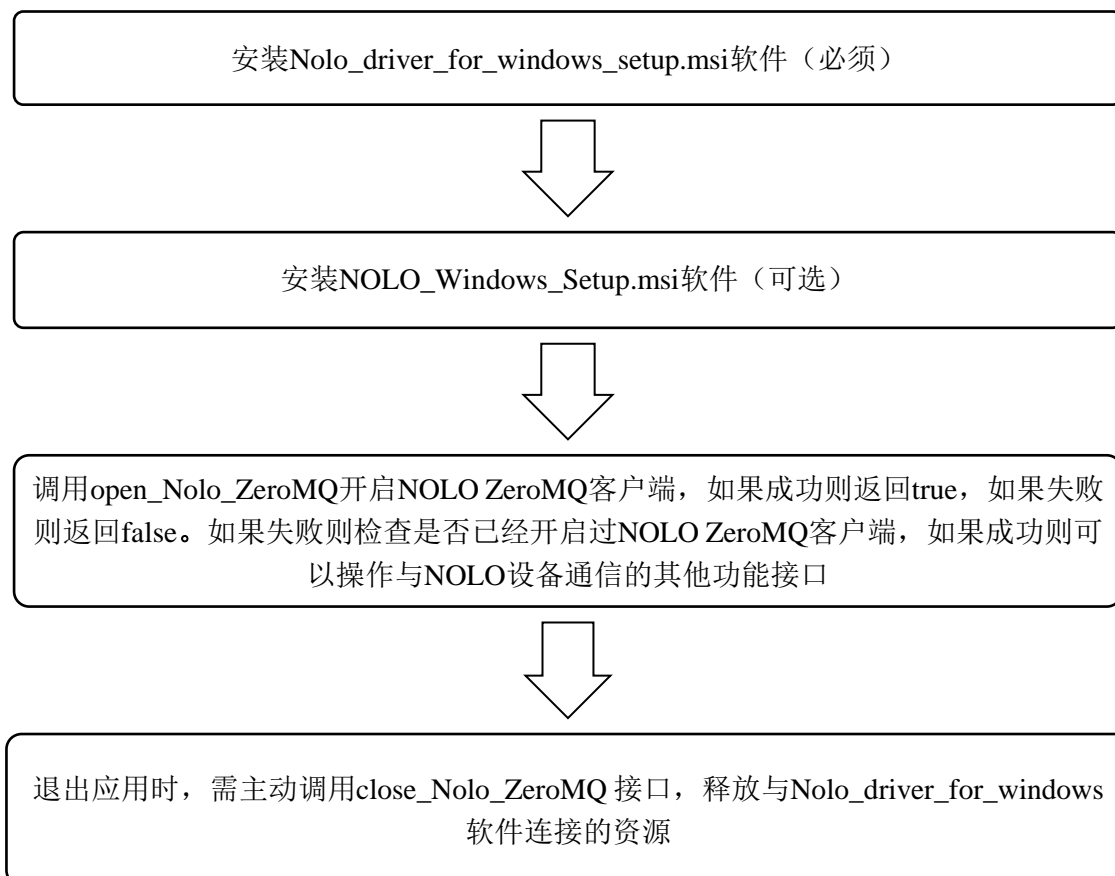 安装Nolo_driver_for_windows_setup.msi软件（必须）
安装NOLO_Windows_Setup.msi软件（可选）
调用open_Nolo_ZeroMQ开启NOLO ZeroMQ客户端，如果成功则返回true，如果失败
则返回false。如果失败则检查是否已经开启过NOLO ZeroMQ客户端，如果成功则可
以操作与NOLO设备通信的其他功能接口
退出应用时，需主动调用close_Nolo_ZeroMQ 接口，释放与Nolo_driver_for_windows
软件连接的资源